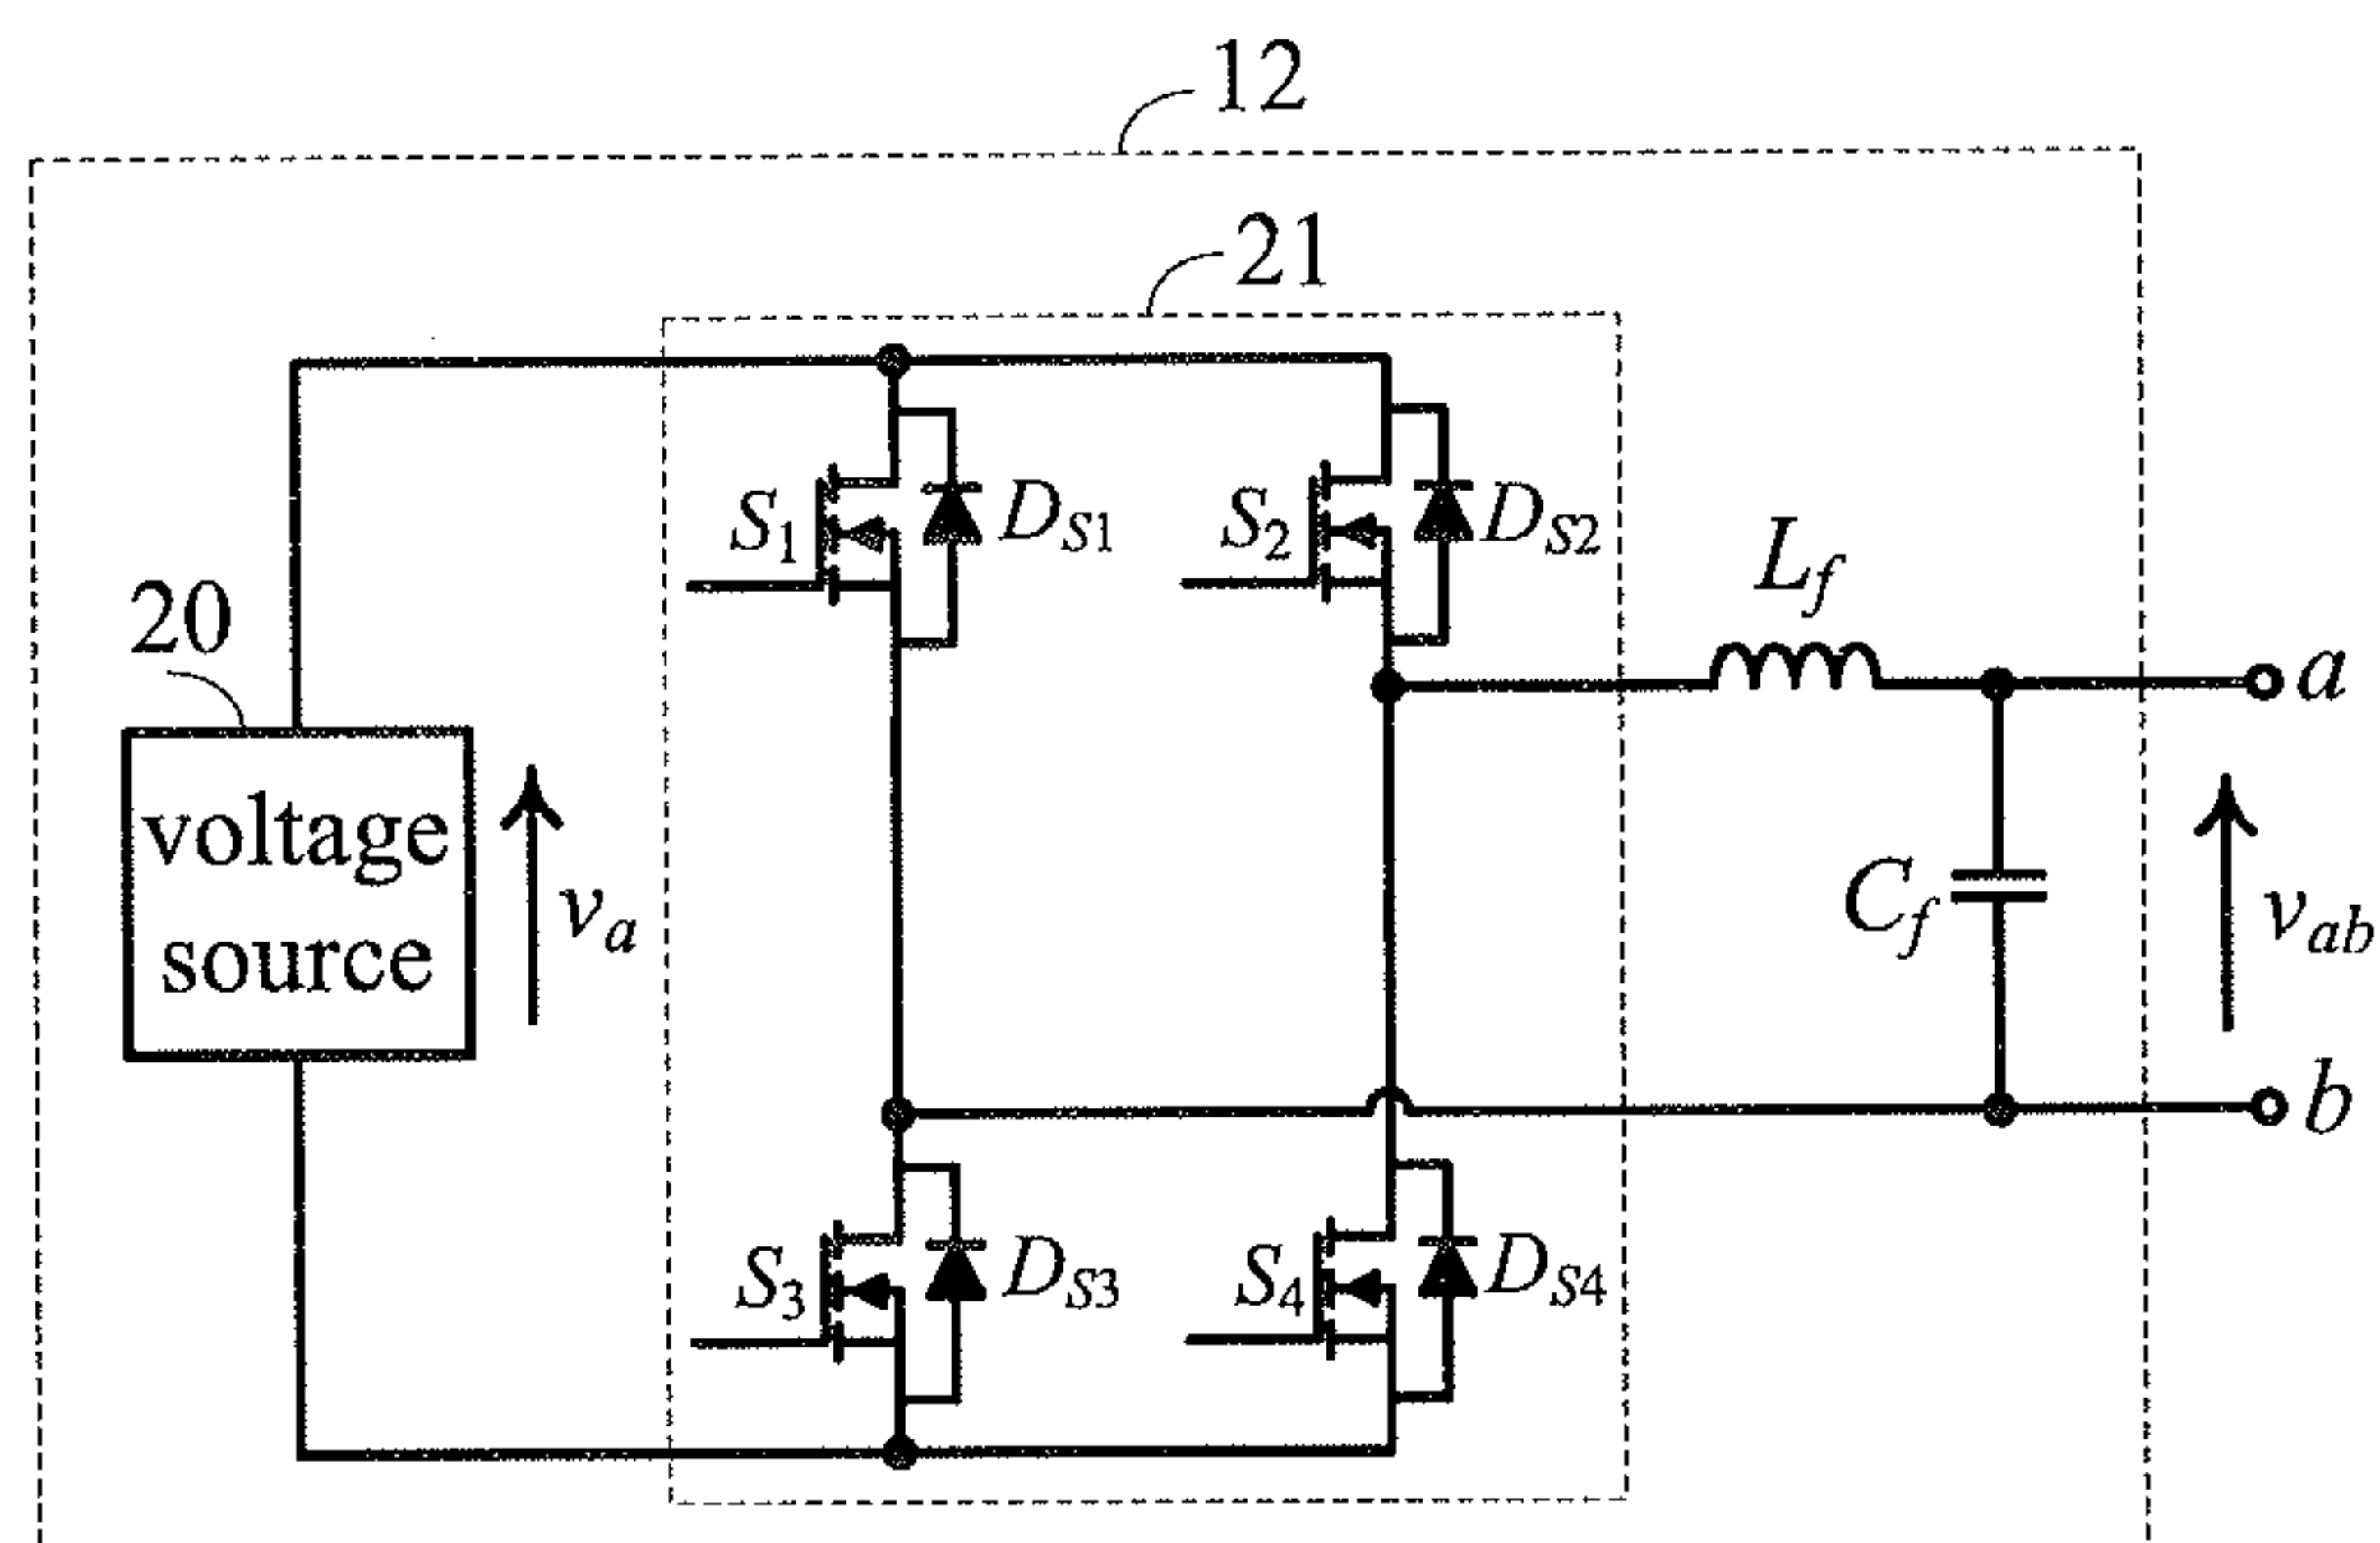 12
21
S1
DS1
S2
DS2
Lf
20
a
voltage
source
va
Cf
vab
b
S3
DS3
S4
DS4